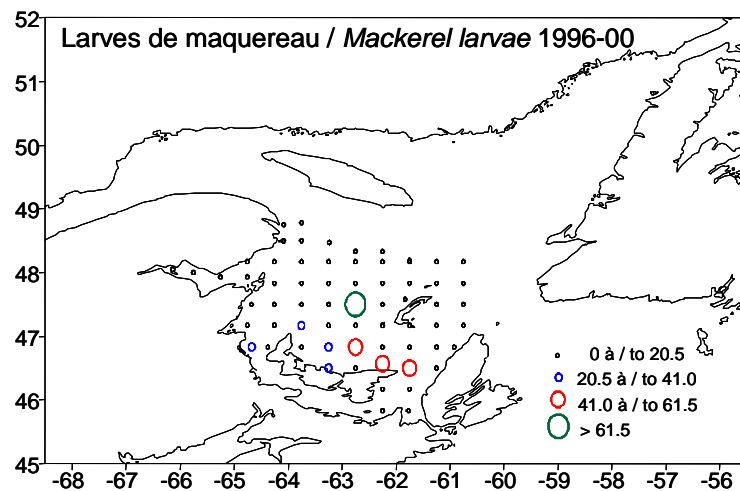 Larves de maquereau / Mackerel larvae 1996-00
52
51
50
49
48
47
46
45
0 à / to 20.5
20.5 à / to 41.0
41.0 à / to 61.5
> 61.5
-68 -67 -66 -65 -64 -63 -62 -61 -60 -59 -58 -57 -56